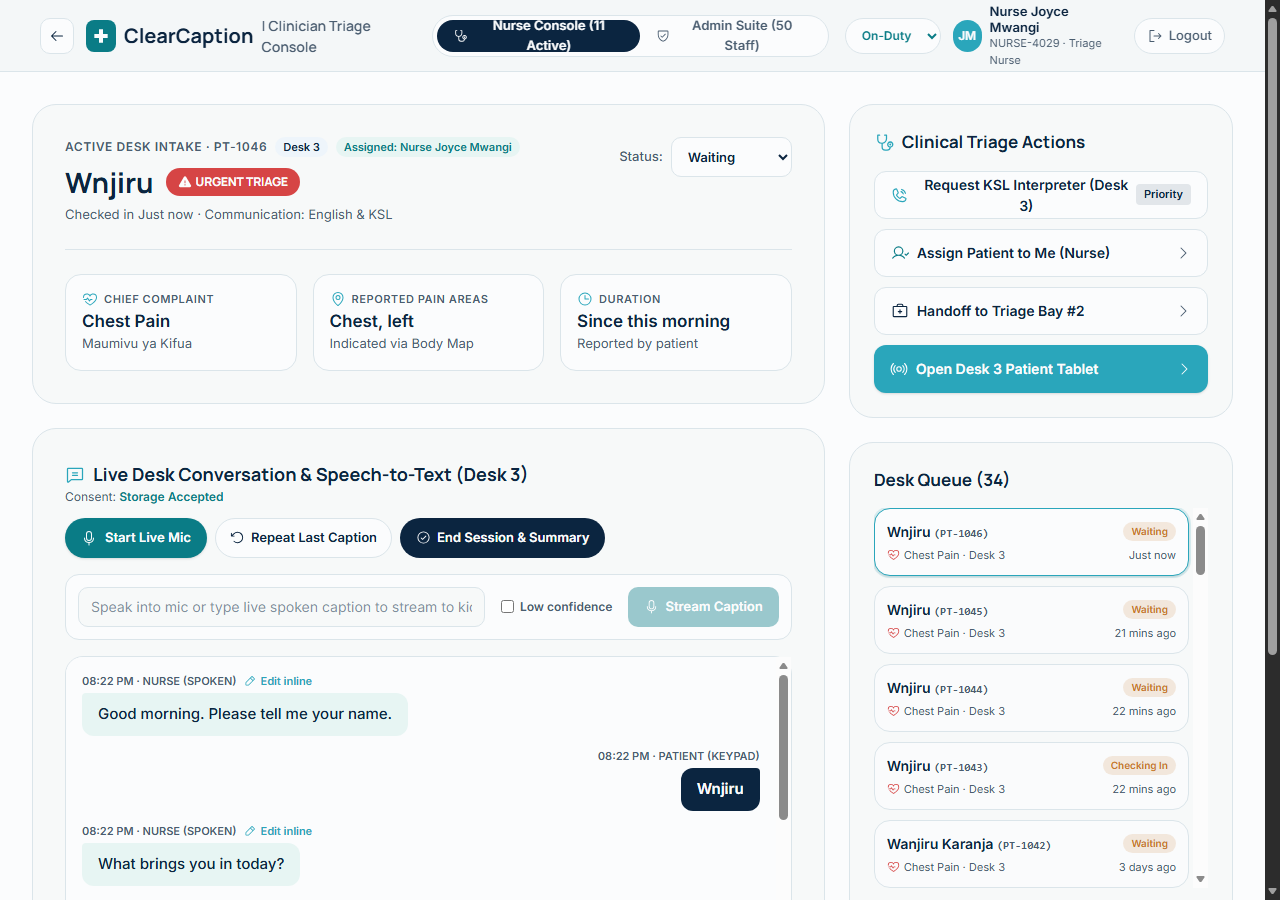 ClearCaption
| Clinician Triage
Console
Nurse Console (11
Active)
Admin Suite (50
Staff)
On-Duty
JM
Nurse Joyce
Mwangi
NURSE-4029 · Triage
Nurse
Logout
ACTIVE DESK INTAKE · PT-1046
Desk 3
Assigned: Nurse Joyce Mwangi
Status:
Waiting
Wnjiru
URGENT TRIAGE
Checked in Just now · Communication: English & KSL
CHIEF COMPLAINT
Chest Pain
Maumivu ya Kifua
REPORTED PAIN AREAS
Chest, left
Indicated via Body Map
DURATION
Since this morning
Reported by patient
Live Desk Conversation & Speech-to-Text (Desk 3)
Consent: Storage Accepted
Start Live Mic
Repeat Last Caption
End Session & Summary
Speak into mic or type live spoken caption to stream to kic
Low confidence
Stream Caption
08:22 PM · NURSE (SPOKEN)
Edit inline
Good morning. Please tell me your name.
08:22 PM · PATIENT (KEYPAD)
Wnjiru
08:22 PM · NURSE (SPOKEN)
Edit inline
What brings you in today?
Clinical Triage Actions
Request KSL Interpreter (Desk
3)
Priority
Assign Patient to Me (Nurse)
Handoff to Triage Bay #2
Open Desk 3 Patient Tablet
Desk Queue (34)
Wnjiru (PT-1046)
Waiting
Chest Pain · Desk 3
Just now
Wnjiru (PT-1045)
Waiting
Chest Pain · Desk 3
21 mins ago
Wnjiru (PT-1044)
Waiting
Chest Pain · Desk 3
22 mins ago
Wnjiru (PT-1043)
Checking In
Chest Pain · Desk 3
22 mins ago
Wanjiru Karanja (PT-1042)
Waiting
Chest Pain · Desk 3
3 days ago